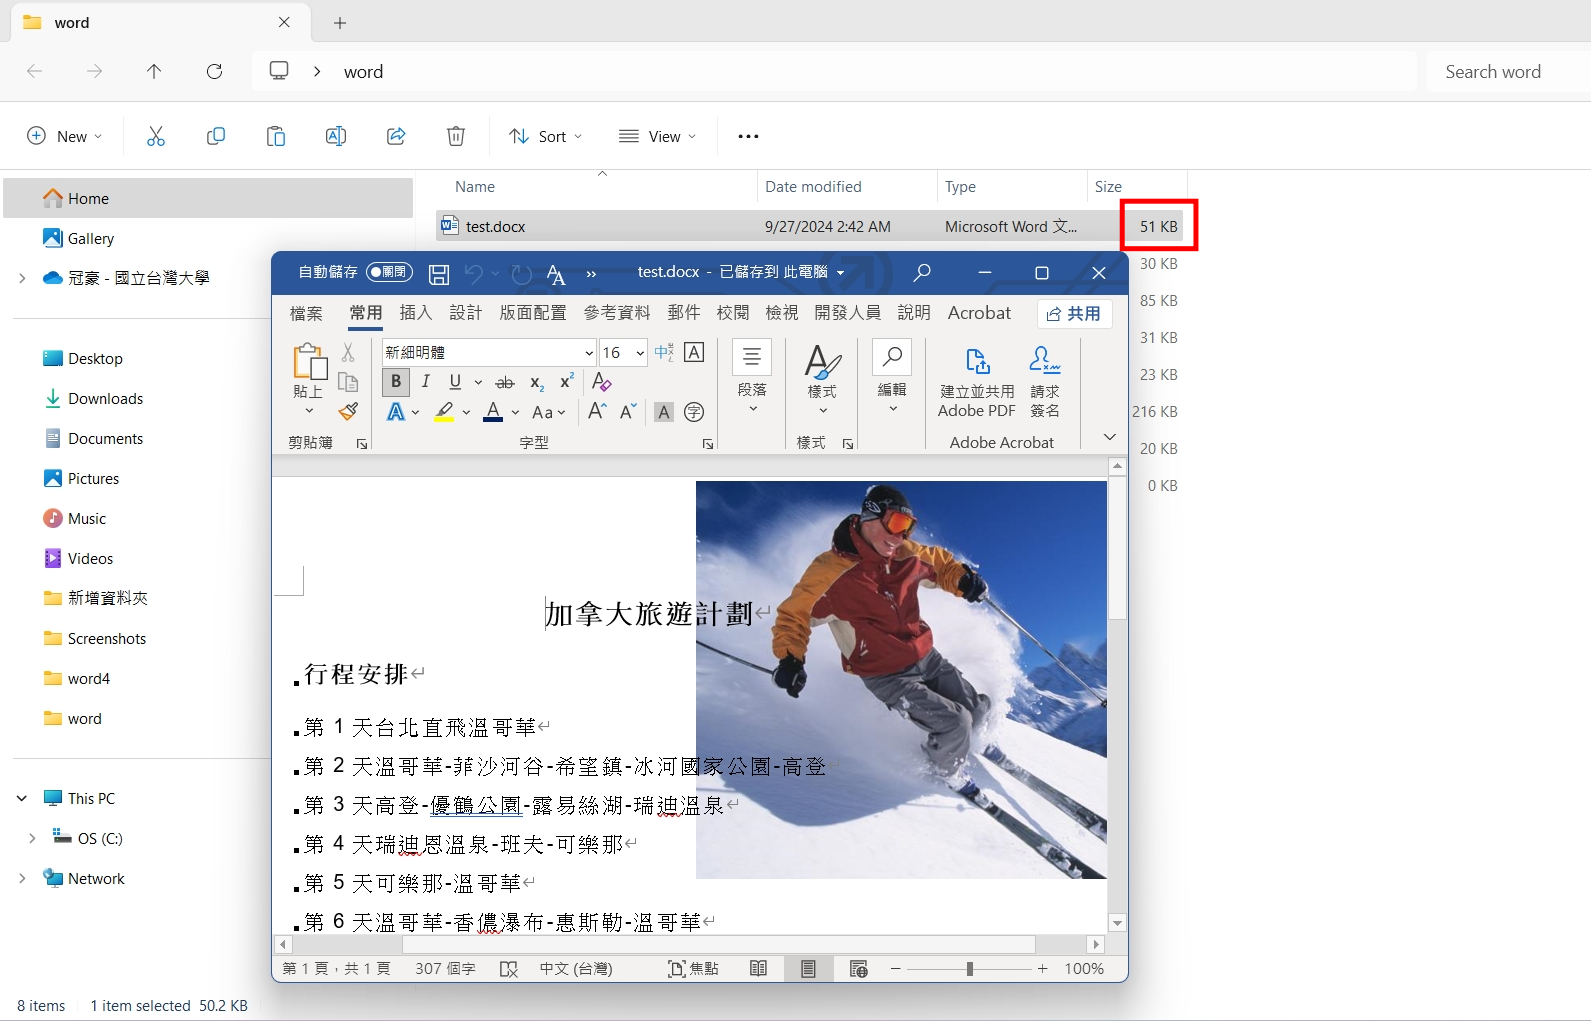 word
word
Search word
New
Sort
View
Name
Date modified
Type
Size
Home
Gallery
冠豪 - 國立台灣大學
Desktop
Downloads
Documents
Pictures
Music
Videos
新增資料夾
Screenshots
word4
word
This PC
OS (C:)
Network
test.docx 9/27/2024 2:42 AM Microsoft Word 文... 51 KB
30 KB
85 KB
31 KB
23 KB
216 KB
20 KB
0 KB
自動儲存 關閉 test.docx - 已儲存到 此電腦
檔案 常用 插入 設計 版面配置 參考資料 郵件 校閱 檢視 開發人員 說明 Acrobat 共用
新細明體 16
貼上
段落
樣式
編輯
建立並共用
Adobe PDF
請求
簽名
剪貼簿
字型
樣式
Adobe Acrobat
加拿大旅遊計劃
行程安排
第 1 天台北直飛溫哥華
第 2 天溫哥華-菲沙河谷-希望鎮-冰河國家公園-高登
第 3 天高登-優鶴公園-露易絲湖-瑞迪溫泉
第 4 天瑞迪恩溫泉-班夫-可樂那
第 5 天可樂那-溫哥華
第 6 天溫哥華-香儂瀑布-惠斯勒-溫哥華
第 1 頁，共 1 頁 307 個字 中文 (台灣) 焦點 100%
8 items 1 item selected 50.2 KB